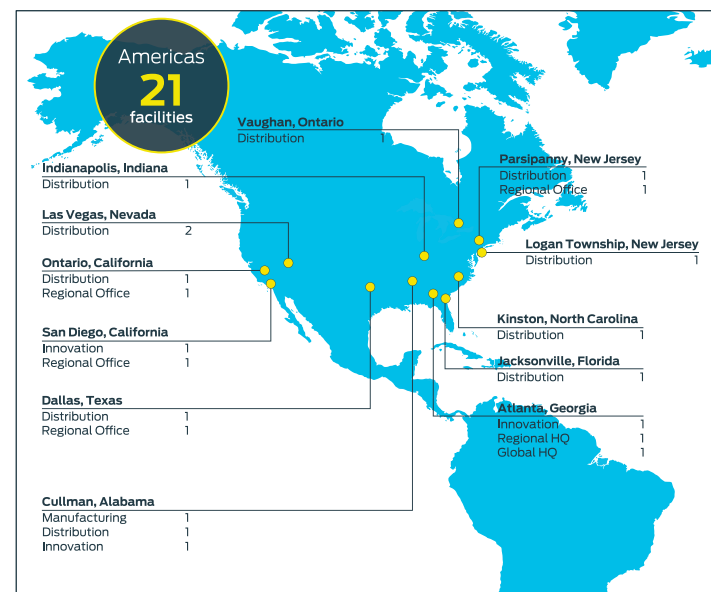 Americas
21
facilities
Vaughan, Ontario
Distribution 1
Indianapolis, Indiana
Distribution 1
Las Vegas, Nevada
Distribution 2
Ontario, California
Distribution 1
Regional Office 1
San Diego, California
Innovation 1
Regional Office 1
Dallas, Texas
Distribution 1
Regional Office 1
Cullman, Alabama
Manufacturing 1
Distribution 1
Innovation 1
Parsipanny, New Jersey
Distribution 1
Regional Office 1
Logan Township, New Jersey
Distribution 1
Kinston, North Carolina
Distribution 1
Jacksonville, Florida
Distribution 1
Atlanta, Georgia
Innovation 1
Regional HQ 1
Global HQ 1